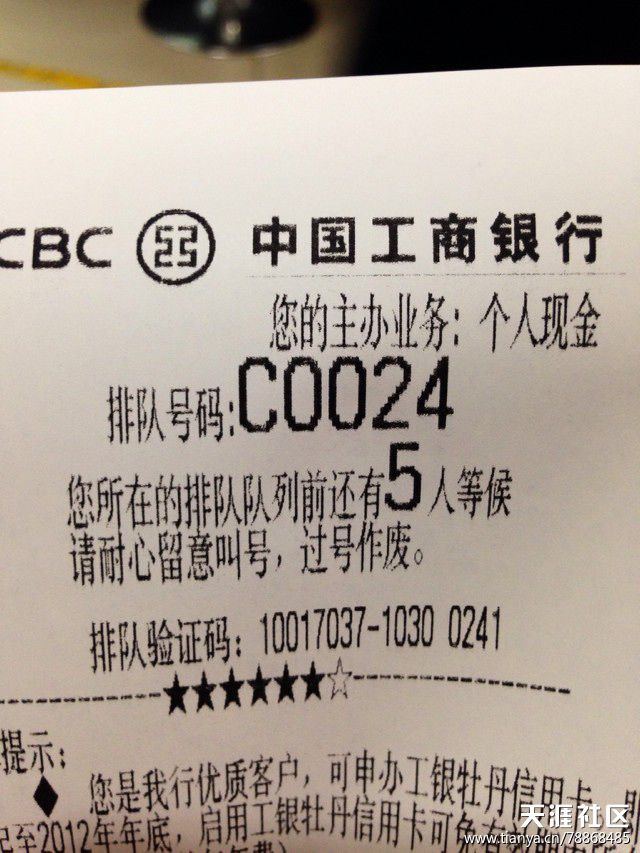 CBC 中国工商银行
您的主办业务：个人现金
排队号码:C0024
您所在的排队队列前还有5人等候
请耐心留意叫号，过号作废。
排队验证码：10017037-1030 0241
★★★★★★☆
提示：
◆ 您是我行优质客户，可申办工银牡丹信用卡，
至2012年年底，启用工银牡丹信用卡可免
天涯社区
www.tianya.cn/78868485